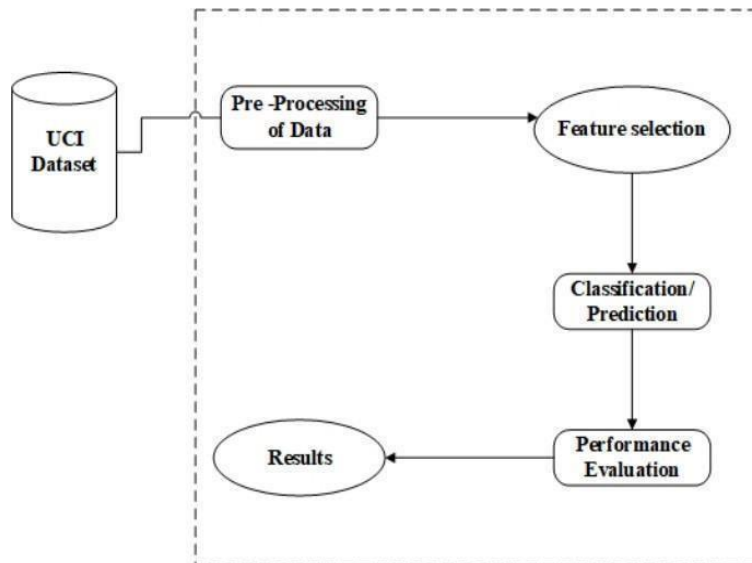 UCI
Dataset
Pre -Processing
of Data
Feature selection
Classification/
Prediction
Performance
Evaluation
Results